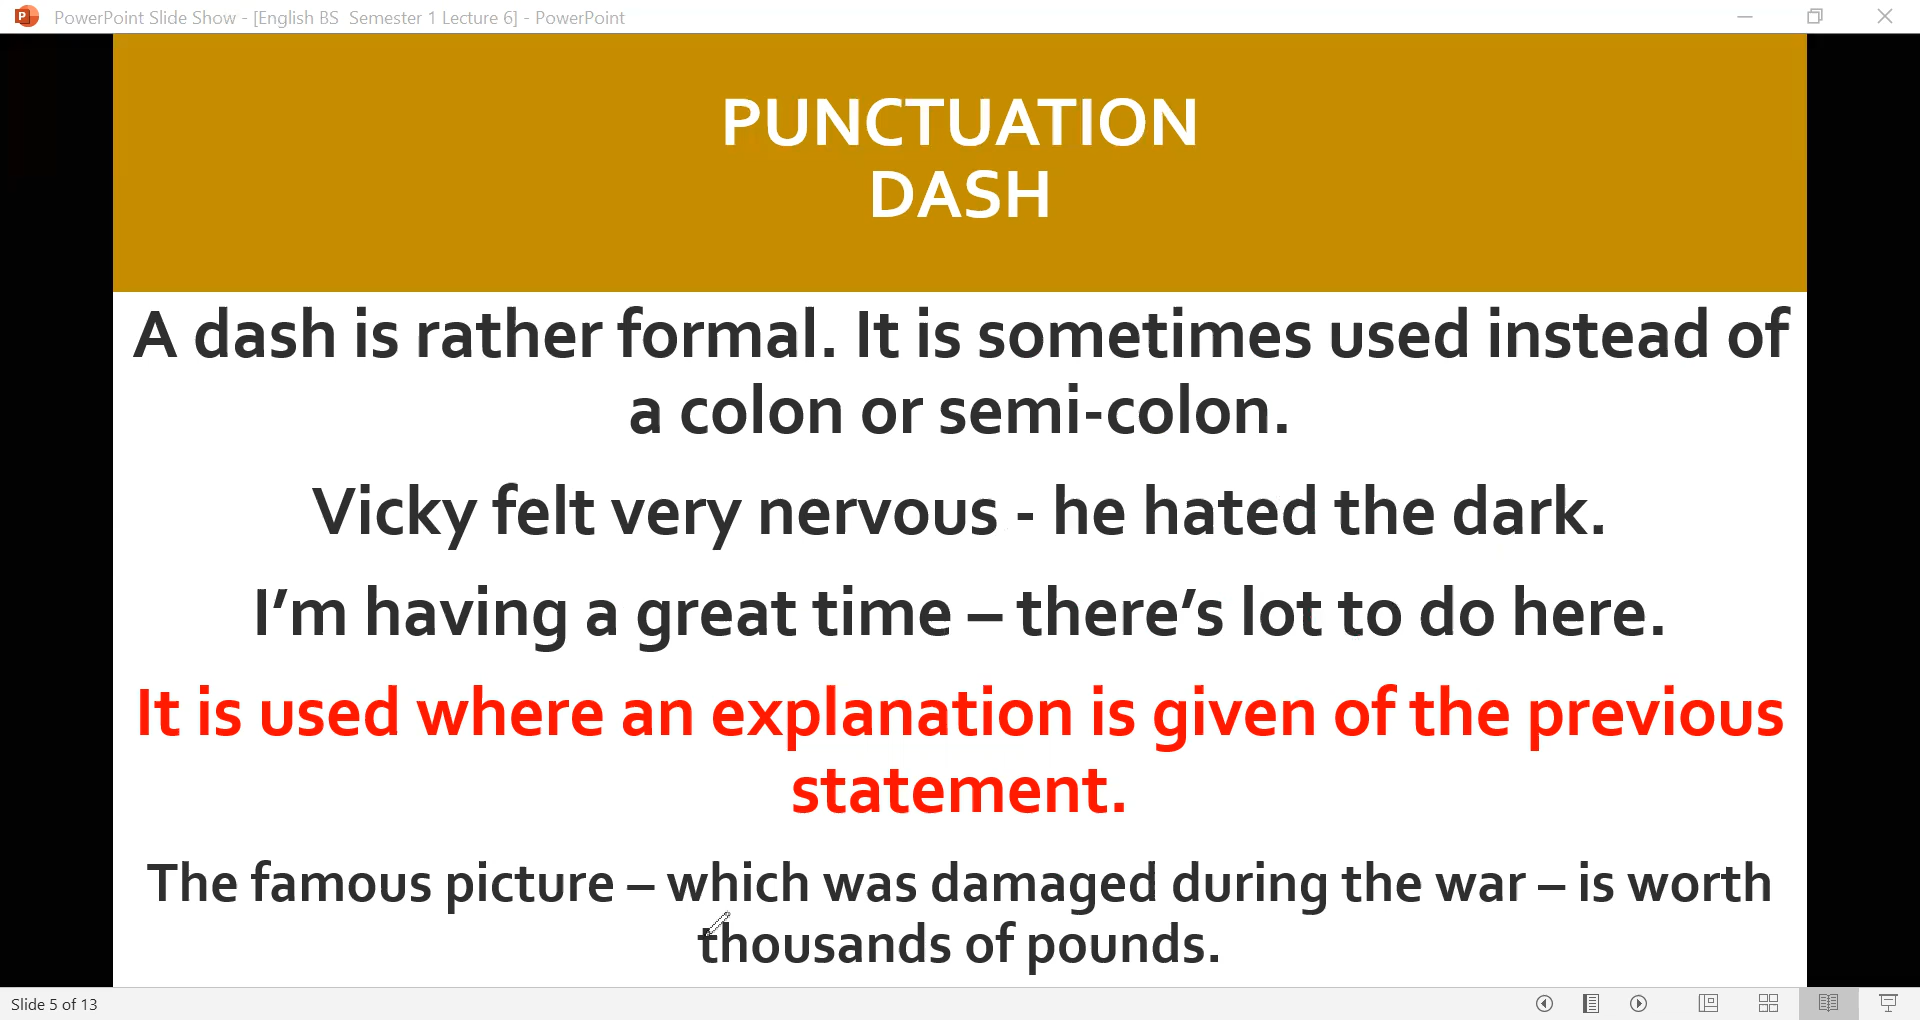 PowerPoint Slide Show - [English BS  Semester 1 Lecture 6] - PowerPoint
PUNCTUATION
DASH
A dash is rather formal. It is sometimes used instead of
a colon or semi-colon.
Vicky felt very nervous - he hated the dark.
I’m having a great time – there’s lot to do here.
It is used where an explanation is given of the previous
statement.
The famous picture – which was damaged during the war – is worth
thousands of pounds.
Slide 5 of 13